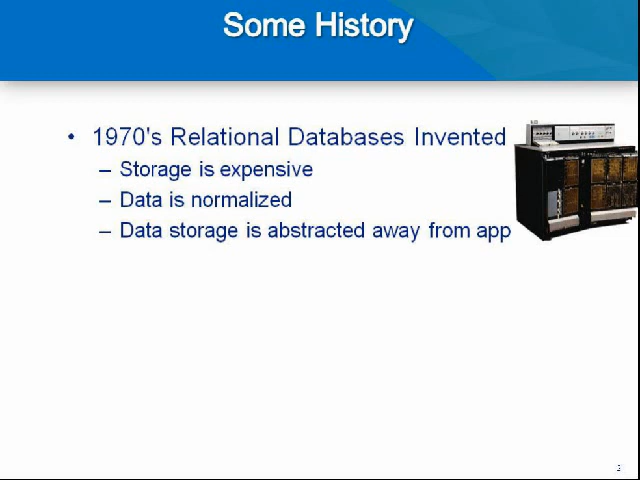 Some History
• 1970's Relational Databases Invented
– Storage is expensive
– Data is normalized
– Data storage is abstracted away from app
2